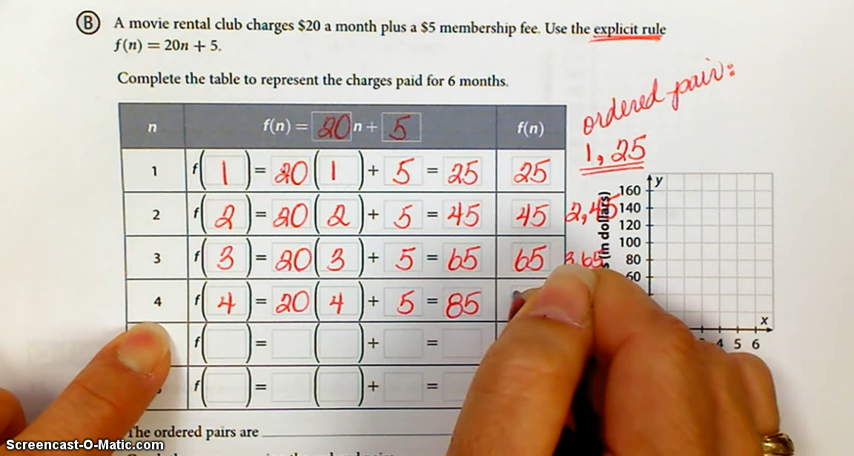 B A movie rental club charges $20 a month plus a $5 membership fee. Use the explicit rule
f(n) = 20n + 5.
Complete the table to represent the charges paid for 6 months.
ordered pair:
n f(n) = 20 n + 5 f(n)
1 f( 1 ) = 20 ( 1 ) + 5 = 25 25 1, 25
2 f( 2 ) = 20 ( 2 ) + 5 = 45 45 2, 45
3 f( 3 ) = 20 ( 3 ) + 5 = 65 65 3, 65
4 f( 4 ) = 20 ( 4 ) + 5 = 85
f( ) = ( ) + =
f( ) = ( ) + =
y
160
140
120
100
80
60
(in dollars)
x
4 5 6
The ordered pairs are
Screencast-O-Matic.com